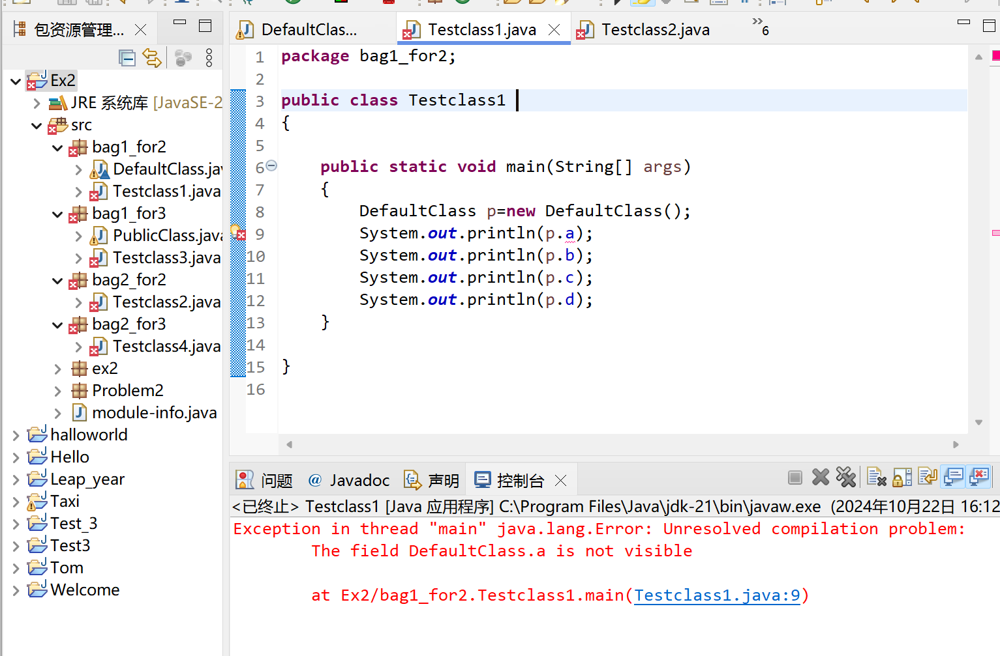 包资源管理...
DefaultClas...
Testclass1.java
Testclass2.java
»6
Ex2
JRE 系统库 [JavaSE-2
src
bag1_for2
DefaultClass.jav
Testclass1.java
bag1_for3
PublicClass.java
Testclass3.java
bag2_for2
Testclass2.java
bag2_for3
Testclass4.java
ex2
Problem2
module-info.java
halloworld
Hello
Leap_year
Taxi
Test_3
Test3
Tom
Welcome
1 package bag1_for2;
2
3 public class Testclass1
4 {
5
6 public static void main(String[] args)
7 {
8 DefaultClass p=new DefaultClass();
9 System.out.println(p.a);
10 System.out.println(p.b);
11 System.out.println(p.c);
12 System.out.println(p.d);
13 }
14
15 }
16
问题 @ Javadoc 声明 控制台
<已终止> Testclass1 [Java 应用程序] C:\Program Files\Java\jdk-21\bin\javaw.exe (2024年10月22日 16:12
Exception in thread "main" java.lang.Error: Unresolved compilation problem:
The field DefaultClass.a is not visible
at Ex2/bag1_for2.Testclass1.main(Testclass1.java:9)